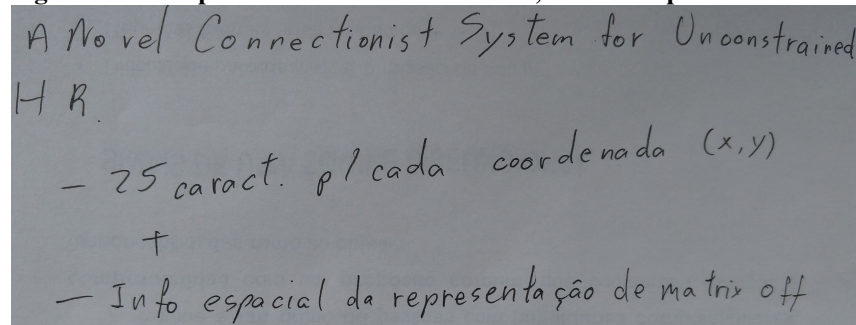 A Novel Connectionist System for Unconstrained
HR.
- 25 caract. p/ cada coordenada (x,y)
+
- Info espacial da representação de matrix off